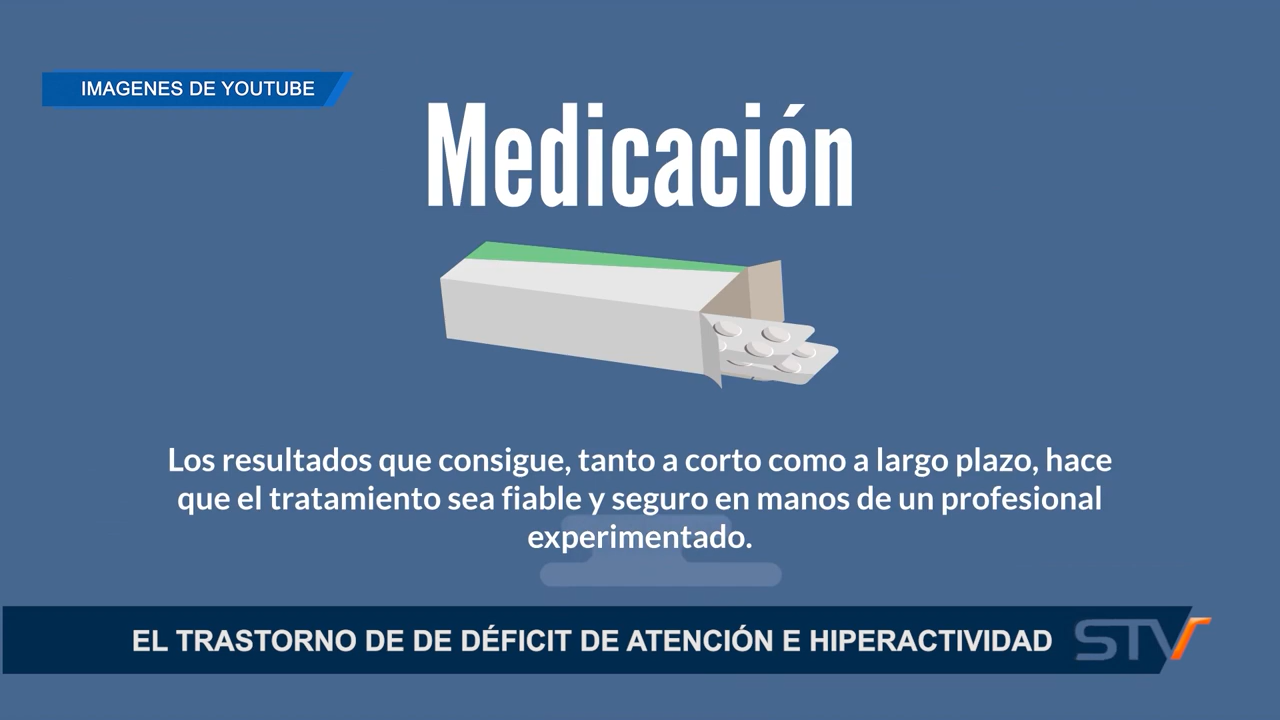 IMAGENES DE YOUTUBE
Medicación
Los resultados que consigue, tanto a corto como a largo plazo, hace
que el tratamiento sea fiable y seguro en manos de un profesional
experimentado.
EL TRASTORNO DE DE DÉFICIT DE ATENCIÓN E HIPERACTIVIDAD
STV